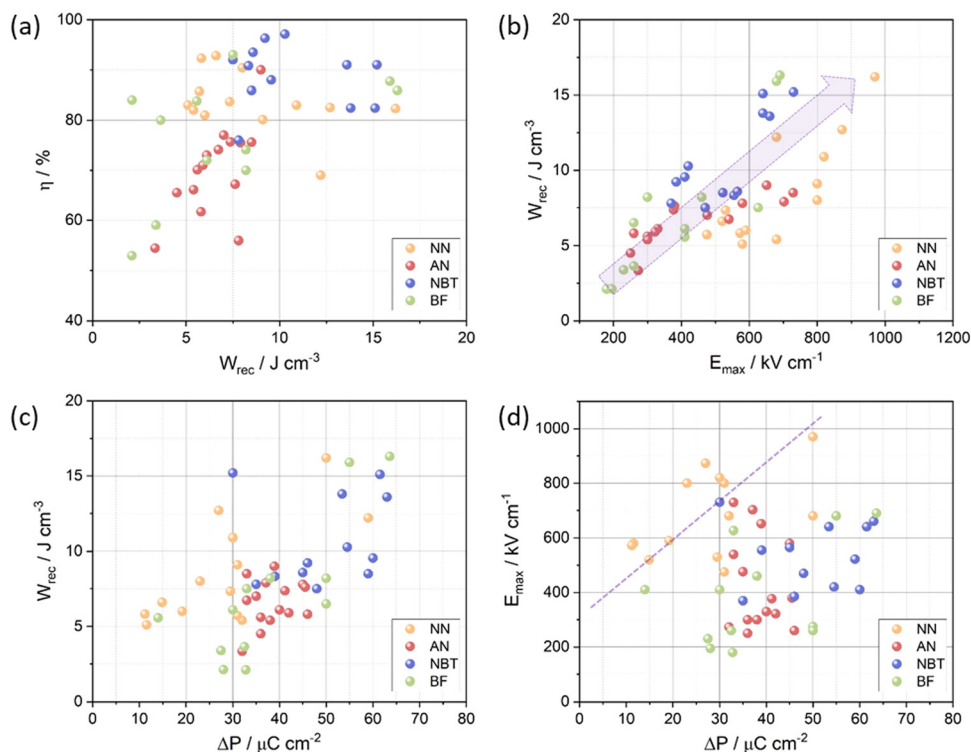 (a)
100
80
60
40
η / %
0
5
10
15
20
W_rec / J cm⁻³
NN
AN
NBT
BF
(b)
20
15
10
5
0
W_rec / J cm⁻³
200
400
600
800
1000
1200
E_max / kV cm⁻¹
NN
AN
NBT
BF
(c)
20
15
10
5
0
W_rec / J cm⁻³
0
10
20
30
40
50
60
70
80
ΔP / μC cm⁻²
NN
AN
NBT
BF
(d)
1000
800
600
400
200
0
E_max / kV cm⁻¹
0
10
20
30
40
50
60
70
80
ΔP / μC cm⁻²
NN
AN
NBT
BF